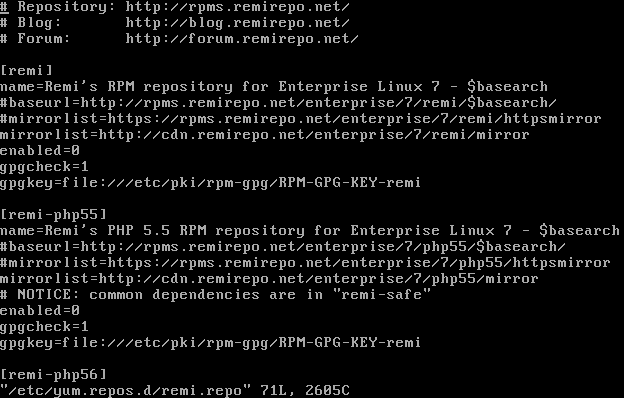 # Repository: http://rpms.remirepo.net/
# Blog:       http://blog.remirepo.net/
# Forum:      http://forum.remirepo.net/

[remi]
name=Remi's RPM repository for Enterprise Linux 7 - $basearch
#baseurl=http://rpms.remirepo.net/enterprise/7/remi/$basearch/
#mirrorlist=https://rpms.remirepo.net/enterprise/7/remi/httpsmirror
mirrorlist=http://cdn.remirepo.net/enterprise/7/remi/mirror
enabled=0
gpgcheck=1
gpgkey=file:///etc/pki/rpm-gpg/RPM-GPG-KEY-remi

[remi-php55]
name=Remi's PHP 5.5 RPM repository for Enterprise Linux 7 - $basearch
#baseurl=http://rpms.remirepo.net/enterprise/7/php55/$basearch/
#mirrorlist=https://rpms.remirepo.net/enterprise/7/php55/httpsmirror
mirrorlist=http://cdn.remirepo.net/enterprise/7/php55/mirror
# NOTICE: common dependencies are in "remi-safe"
enabled=0
gpgcheck=1
gpgkey=file:///etc/pki/rpm-gpg/RPM-GPG-KEY-remi

[remi-php56]
"/etc/yum.repos.d/remi.repo" 71L, 2605C